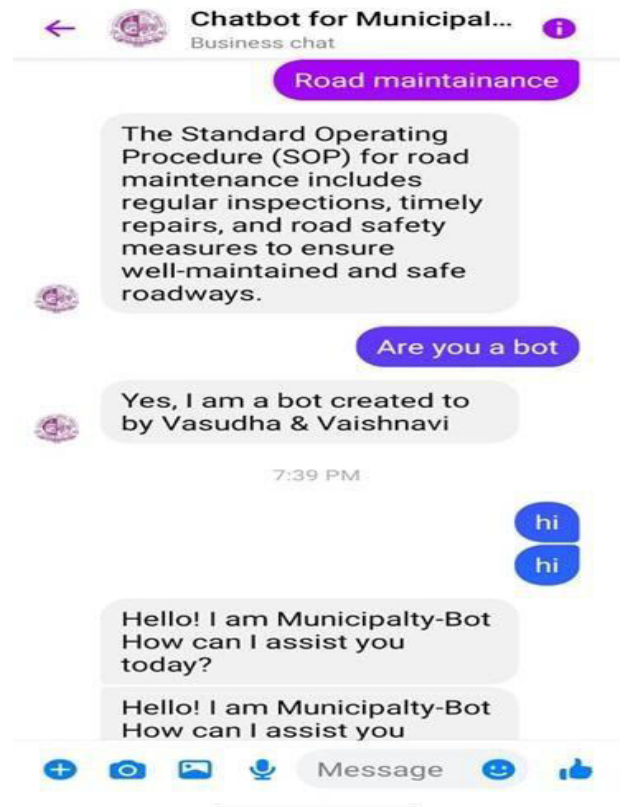 Chatbot for Municipal...
Business chat
Road maintainance
The Standard Operating
Procedure (SOP) for road
maintenance includes
regular inspections, timely
repairs, and road safety
measures to ensure
well-maintained and safe
roadways.
Are you a bot
Yes, I am a bot created to
by Vasudha & Vaishnavi
7:39 PM
hi
hi
Hello! I am Municipalty-Bot
How can I assist you
today?
Hello! I am Municipalty-Bot
How can I assist you
Message